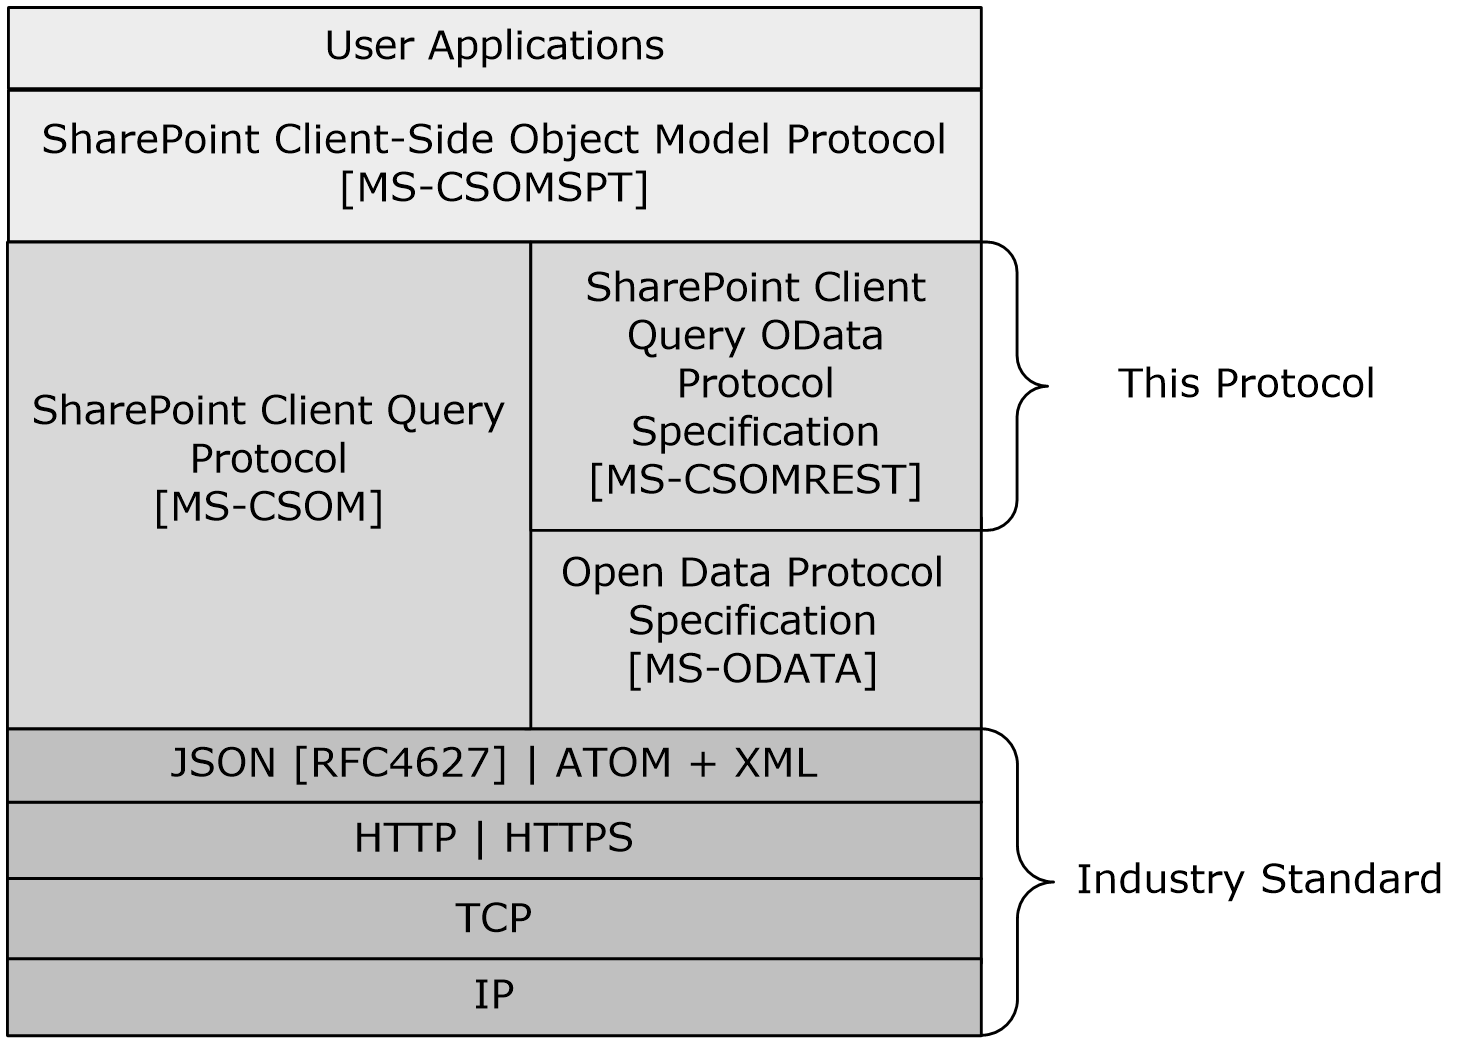 User Applications
SharePoint Client-Side Object Model Protocol
[MS-CSOMSPT]
SharePoint Client Query
Protocol
[MS-CSOM]
SharePoint Client
Query OData
Protocol
Specification
[MS-CSOMREST]
This Protocol
Open Data Protocol
Specification
[MS-ODATA]
JSON [RFC4627] | ATOM + XML
HTTP | HTTPS
TCP
IP
Industry Standard